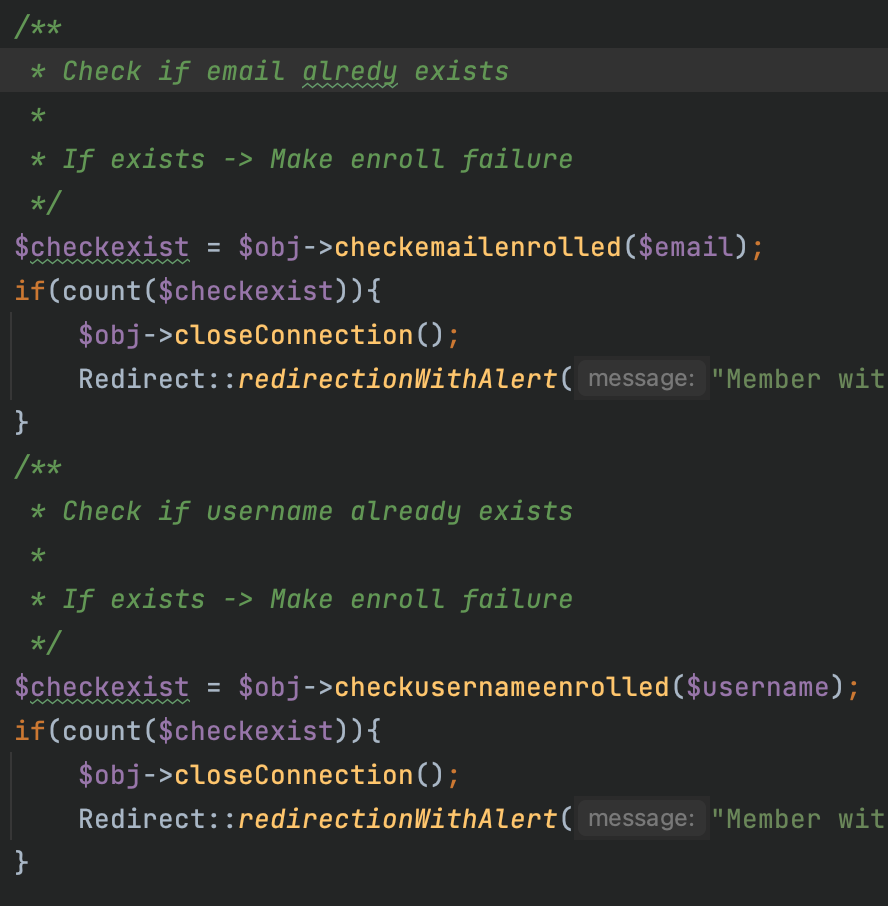 /**
 * Check if email alredy exists
 *
 * If exists -> Make enroll failure
 */
$checkexist = $obj->checkemailenrolled($email);
if(count($checkexist)){
    $obj->closeConnection();
    Redirect::redirectionWithAlert( message: "Member wit
}
/**
 * Check if username already exists
 *
 * If exists -> Make enroll failure
 */
$checkexist = $obj->checkusernameenrolled($username);
if(count($checkexist)){
    $obj->closeConnection();
    Redirect::redirectionWithAlert( message: "Member wit
}